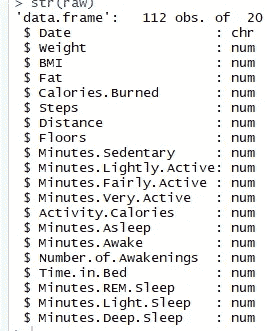 > str(raw)
'data.frame': 112 obs. of 20
$ Date : chr
$ Weight : num
$ BMI : num
$ Fat : num
$ Calories.Burned : num
$ Steps : num
$ Distance : num
$ Floors : num
$ Minutes.Sedentary : num
$ Minutes.Lightly.Active: num
$ Minutes.Fairly.Active : num
$ Minutes.Very.Active : num
$ Activity.Calories : num
$ Minutes.Asleep : num
$ Minutes.Awake : num
$ Number.of.Awakenings : num
$ Time.in.Bed : num
$ Minutes.REM.Sleep : num
$ Minutes.Light.Sleep : num
$ Minutes.Deep.Sleep : num